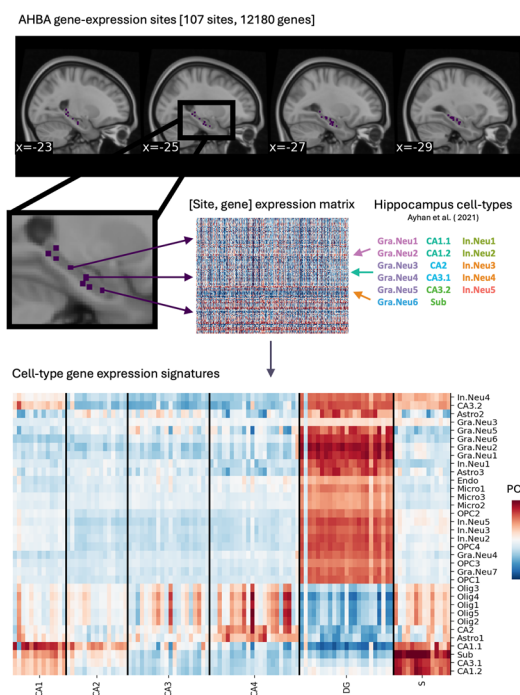 AHBA gene-expression sites [107 sites, 12180 genes]
x=-23 x=-25 x=-27 x=-29
[Site, gene] expression matrix
Hippocampus cell-types
Ayhan et al. (2021)
Gra.Neu1 CA1.1 In.Neu1
Gra.Neu2 CA1.2 In.Neu2
Gra.Neu3 CA2 In.Neu3
Gra.Neu4 CA3.1 In.Neu4
Gra.Neu5 CA3.2 In.Neu5
Gra.Neu6 Sub
Cell-type gene expression signatures
In.Neu4
CA3.2
Astro2
Gra.Neu3
Gra.Neu5
Gra.Neu6
Gra.Neu2
Gra.Neu1
In.Neu1
Astro3
Endo
Micro1
Micro3
Micro2
OPC2
In.Neu5
In.Neu3
In.Neu2
OPC4
Gra.Neu4
OPC3
Gra.Neu7
OPC1
Olig3
Olig4
Olig1
Olig5
Olig2
CA2
Astro1
CA1.1
Sub
CA3.1
CA1.2
PC
CA1 CA2 CA3 CA4 DG S